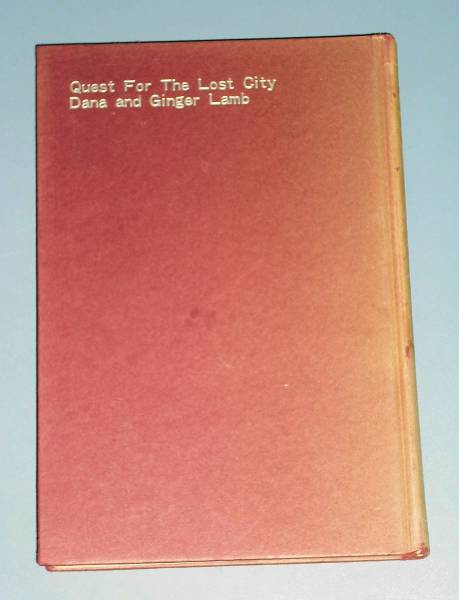 Quest For The Lost City
Dana and Ginger Lamb